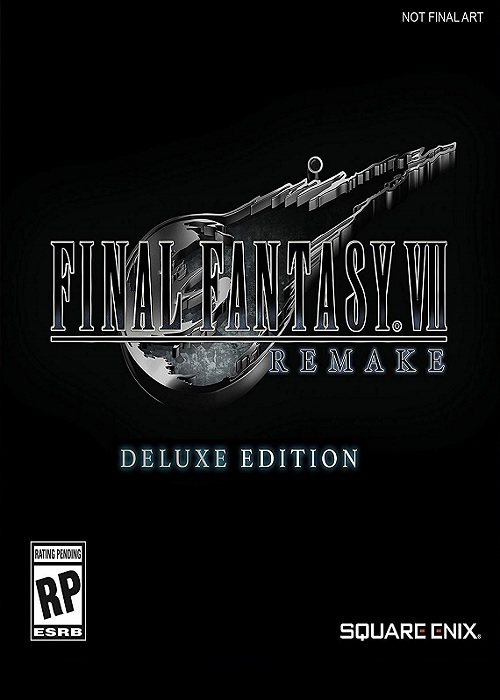 NOT FINAL ART
FINAL FANTASY VII®
REMAKE
DELUXE EDITION
RATING PENDING
RP
ESRB
SQUARE ENIX®